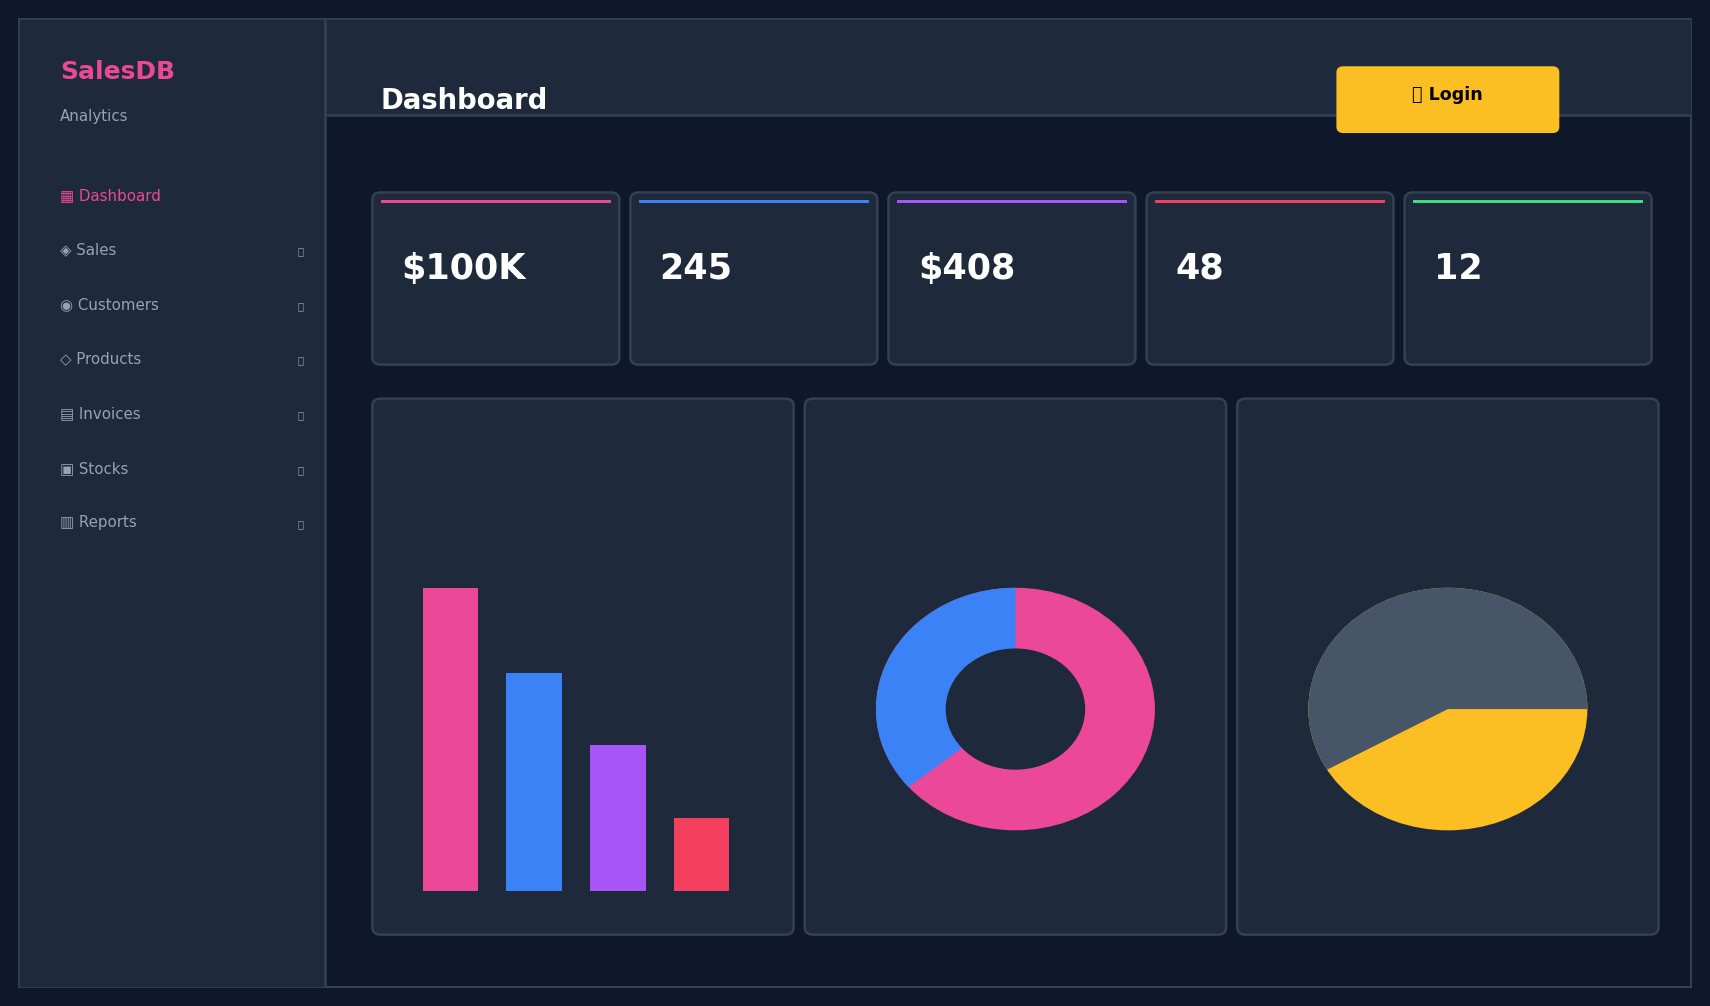 SalesDB
Analytics
Dashboard
Sales
Customers
Products
Invoices
Stocks
Reports
Dashboard
Login
$100K
245
$408
48
12